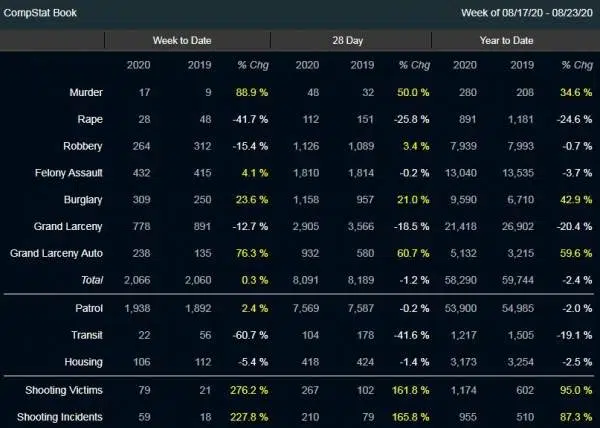 CompStat Book Week of 08/17/20 - 08/23/20
Week to Date 28 Day Year to Date
2020 2019 % Chg 2020 2019 % Chg 2020 2019 % Chg
Murder 17 9 88.9 % 48 32 50.0 % 280 208 34.6 %
Rape 28 48 -41.7 % 112 151 -25.8 % 891 1,181 -24.6 %
Robbery 264 312 -15.4 % 1,126 1,089 3.4 % 7,939 7,993 -0.7 %
Felony Assault 432 415 4.1 % 1,810 1,814 -0.2 % 13,040 13,535 -3.7 %
Burglary 309 250 23.6 % 1,158 957 21.0 % 9,590 6,710 42.9 %
Grand Larceny 778 891 -12.7 % 2,905 3,566 -18.5 % 21,418 26,902 -20.4 %
Grand Larceny Auto 238 135 76.3 % 932 580 60.7 % 5,132 3,215 59.6 %
Total 2,066 2,060 0.3 % 8,091 8,189 -1.2 % 58,290 59,744 -2.4 %
Patrol 1,938 1,892 2.4 % 7,569 7,587 -0.2 % 53,900 54,985 -2.0 %
Transit 22 56 -60.7 % 104 178 -41.6 % 1,217 1,505 -19.1 %
Housing 106 112 -5.4 % 418 424 -1.4 % 3,173 3,254 -2.5 %
Shooting Victims 79 21 276.2 % 267 102 161.8 % 1,174 602 95.0 %
Shooting Incidents 59 18 227.8 % 210 79 165.8 % 955 510 87.3 %